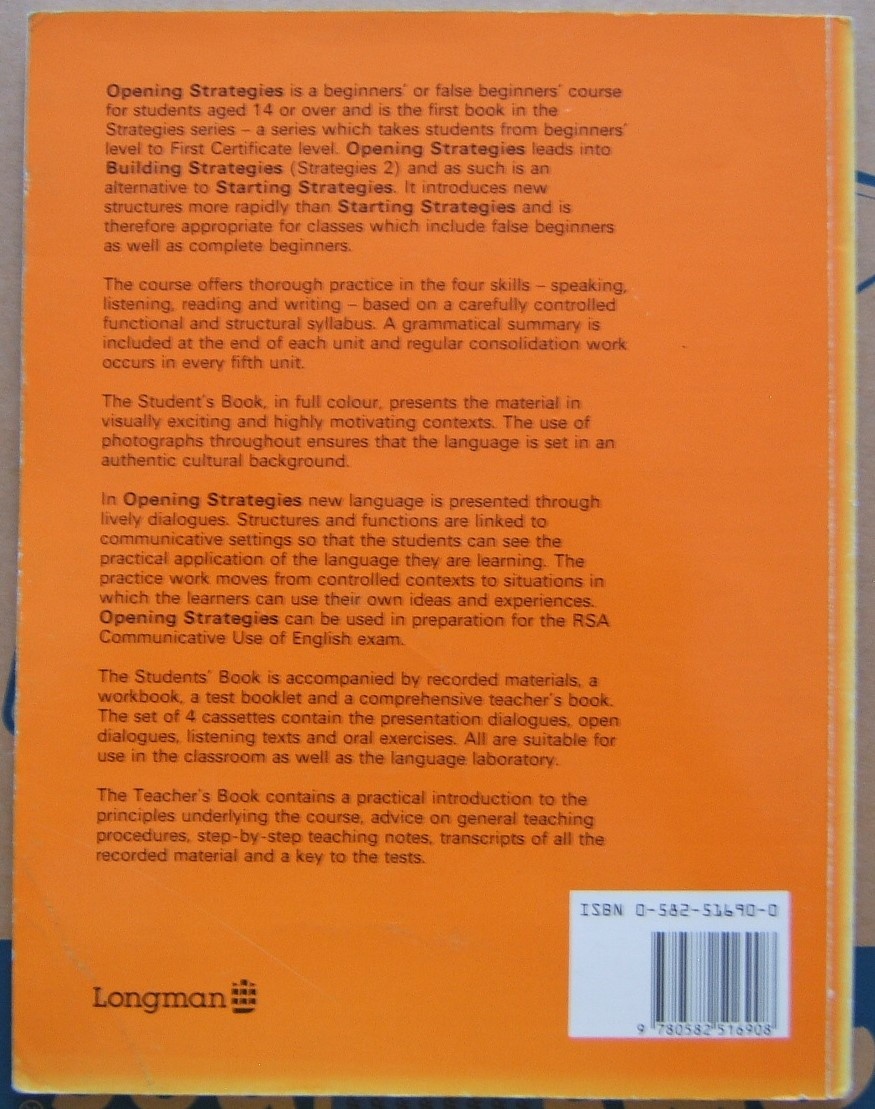 Opening Strategies is a beginners' or false beginners' course
for students aged 14 or over and is the first book in the
Strategies series – a series which takes students from beginners'
level to First Certificate level. Opening Strategies leads into
Building Strategies (Strategies 2) and as such is an
alternative to Starting Strategies. It introduces new
structures more rapidly than Starting Strategies and is
therefore appropriate for classes which include false beginners
as well as complete beginners.
The course offers thorough practice in the four skills – speaking,
listening, reading and writing – based on a carefully controlled
functional and structural syllabus. A grammatical summary is
included at the end of each unit and regular consolidation work
occurs in every fifth unit.
The Student's Book, in full colour, presents the material in
visually exciting and highly motivating contexts. The use of
photographs throughout ensures that the language is set in an
authentic cultural background.
In Opening Strategies new language is presented through
lively dialogues. Structures and functions are linked to
communicative settings so that the students can see the
practical application of the language they are learning. The
practice work moves from controlled contexts to situations in
which the learners can use their own ideas and experiences.
Opening Strategies can be used in preparation for the RSA
Communicative Use of English exam.
The Students' Book is accompanied by recorded materials, a
workbook, a test booklet and a comprehensive teacher's book.
The set of 4 cassettes contain the presentation dialogues, open
dialogues, listening texts and oral exercises. All are suitable for
use in the classroom as well as the language laboratory.
The Teacher's Book contains a practical introduction to the
principles underlying the course, advice on general teaching
procedures, step-by-step teaching notes, transcripts of all the
recorded material and a key to the tests.
ISBN 0-582-51690-0
9 780582 516908
Longman